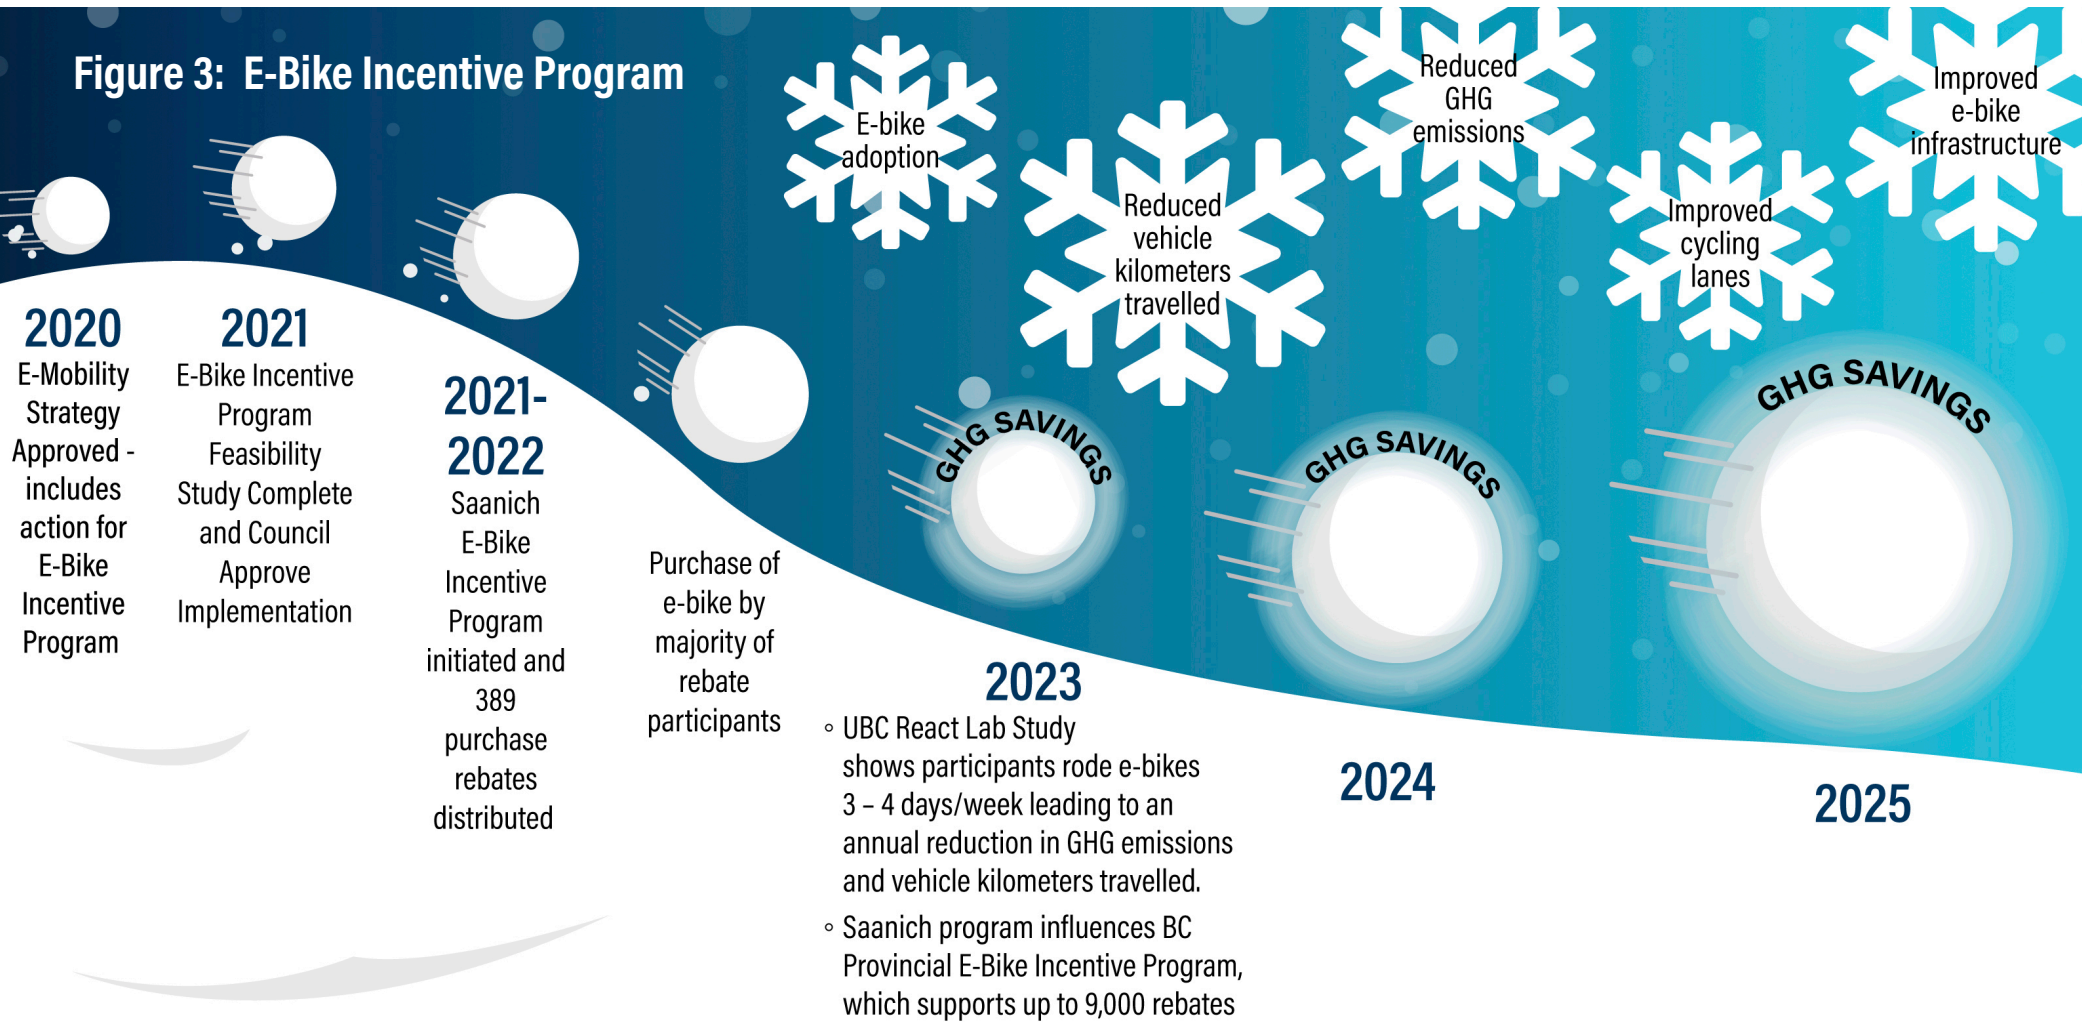 Figure 3: E-Bike Incentive Program
E-bike
adoption
Reduced
vehicle
kilometers
travelled
Reduced
GHG
emissions
Improved
cycling
lanes
Improved
e-bike
infrastructure
2020
E-Mobility
Strategy
Approved -
includes
action for
E-Bike
Incentive
Program
2021
E-Bike Incentive
Program
Feasibility
Study Complete
and Council
Approve
Implementation
2021-
2022
Saanich
E-Bike
Incentive
Program
initiated and
389
purchase
rebates
distributed
Purchase of
e-bike by
majority of
rebate
participants
GHG SAVINGS
2023
◦ UBC React Lab Study
shows participants rode e-bikes
3 – 4 days/week leading to an
annual reduction in GHG emissions
and vehicle kilometers travelled.
◦ Saanich program influences BC
Provincial E-Bike Incentive Program,
which supports up to 9,000 rebates
GHG SAVINGS
2024
GHG SAVINGS
2025